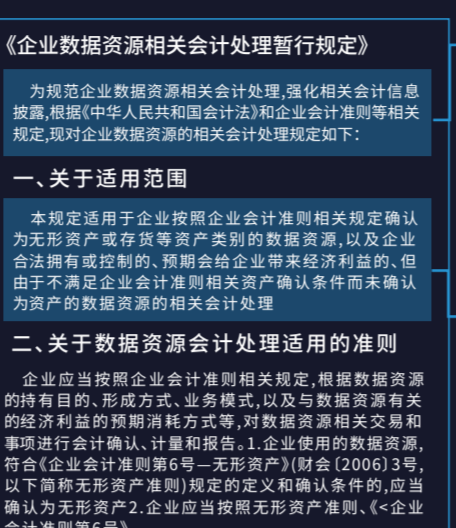 《企业数据资源相关会计处理暂行规定》
为规范企业数据资源相关会计处理,强化相关会计信息
披露,根据《中华人民共和国会计法》和企业会计准则等相关
规定,现对企业数据资源的相关会计处理规定如下:
一、关于适用范围
本规定适用于企业按照企业会计准则相关规定确认
为无形资产或存货等资产类别的数据资源,以及企业
合法拥有或控制的、预期会给企业带来经济利益的、但
由于不满足企业会计准则相关资产确认条件而未确认
为资产的数据资源的相关会计处理
二、关于数据资源会计处理适用的准则
企业应当按照企业会计准则相关规定,根据数据资源
的持有目的、形成方式、业务模式,以及与数据资源有关
的经济利益的预期消耗方式等,对数据资源相关交易和
事项进行会计确认、计量和报告。1.企业使用的数据资源,
符合《企业会计准则第6号—无形资产》(财会〔2006〕3号,
以下简称无形资产准则)规定的定义和确认条件的,应当
确认为无形资产2.企业应当按照无形资产准则、《<企业
会计准则第6号》